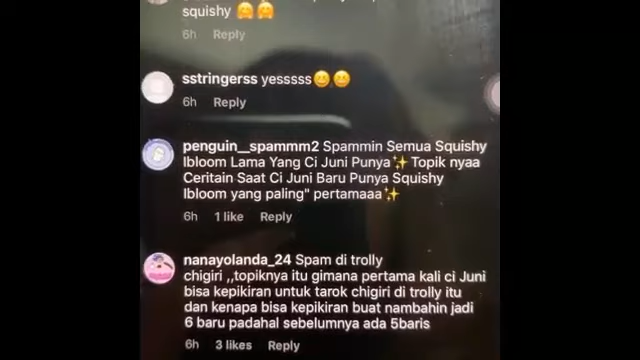 squishy 🤗🤗
6h Reply
sstringerss yesssss😄😄
6h Reply
penguin__spammm2 Spammin Semua Squishy
Ibloom Lama Yang Ci Juni Punya✨ Topik nyaa
Ceritain Saat Ci Juni Baru Punya Squishy
Ibloom yang paling" pertamaaa✨
6h 1 like Reply
nanayolanda_24 Spam di trolly
chigiri ,,topiknya itu gimana pertama kali ci Juni
bisa kepikiran untuk tarok chigiri di trolly itu
dan kenapa bisa kepikiran buat nambahin jadi
6 baru padahal sebelumnya ada 5baris
6h 3 likes Reply